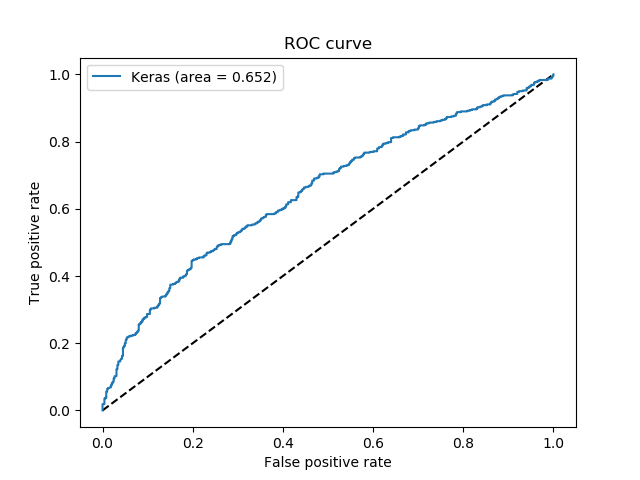 ROC curve
Keras (area = 0.652)
1.0
0.8
0.6
0.4
0.2
0.0
True positive rate
0.0 0.2 0.4 0.6 0.8 1.0
False positive rate